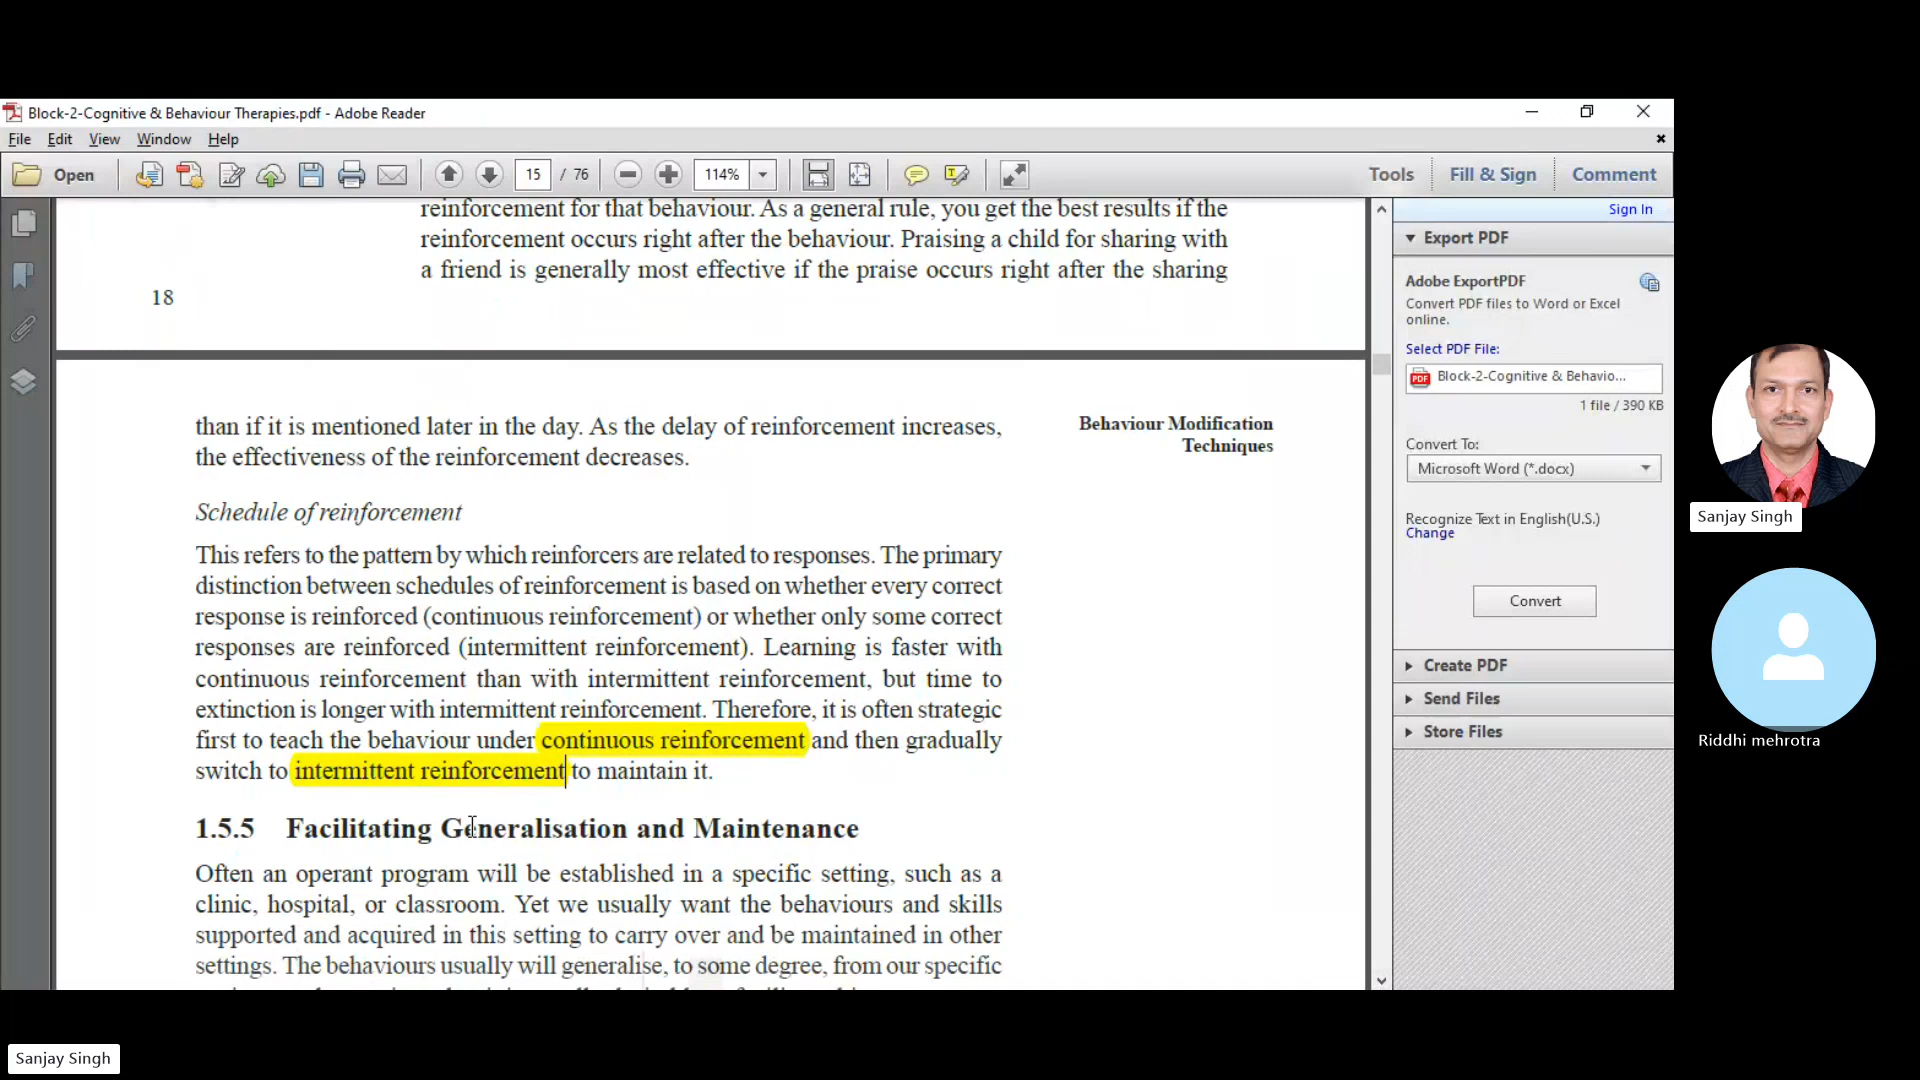 Block-2-Cognitive & Behaviour Therapies.pdf - Adobe Reader
File Edit View Window Help
Open 15 / 76 114% Tools Fill & Sign Comment
reinforcement for that behaviour. As a general rule, you get the best results if the
reinforcement occurs right after the behaviour. Praising a child for sharing with
a friend is generally most effective if the praise occurs right after the sharing
18
than if it is mentioned later in the day. As the delay of reinforcement increases,
the effectiveness of the reinforcement decreases.
Behaviour Modification
Techniques
Schedule of reinforcement
This refers to the pattern by which reinforcers are related to responses. The primary
distinction between schedules of reinforcement is based on whether every correct
response is reinforced (continuous reinforcement) or whether only some correct
responses are reinforced (intermittent reinforcement). Learning is faster with
continuous reinforcement than with intermittent reinforcement, but time to
extinction is longer with intermittent reinforcement. Therefore, it is often strategic
first to teach the behaviour under continuous reinforcement and then gradually
switch to intermittent reinforcement to maintain it.
1.5.5 Facilitating Generalisation and Maintenance
Often an operant program will be established in a specific setting, such as a
clinic, hospital, or classroom. Yet we usually want the behaviours and skills
supported and acquired in this setting to carry over and be maintained in other
settings. The behaviours usually will generalise, to some degree, from our specific
Sign In
Export PDF
Adobe ExportPDF
Convert PDF files to Word or Excel
online.
Select PDF File:
PDF Block-2-Cognitive & Behavio...
1 file / 390 KB
Convert To:
Microsoft Word (*.docx)
Recognize Text in English(U.S.)
Change
Convert
Create PDF
Send Files
Store Files
Sanjay Singh
Riddhi mehrotra
Sanjay Singh